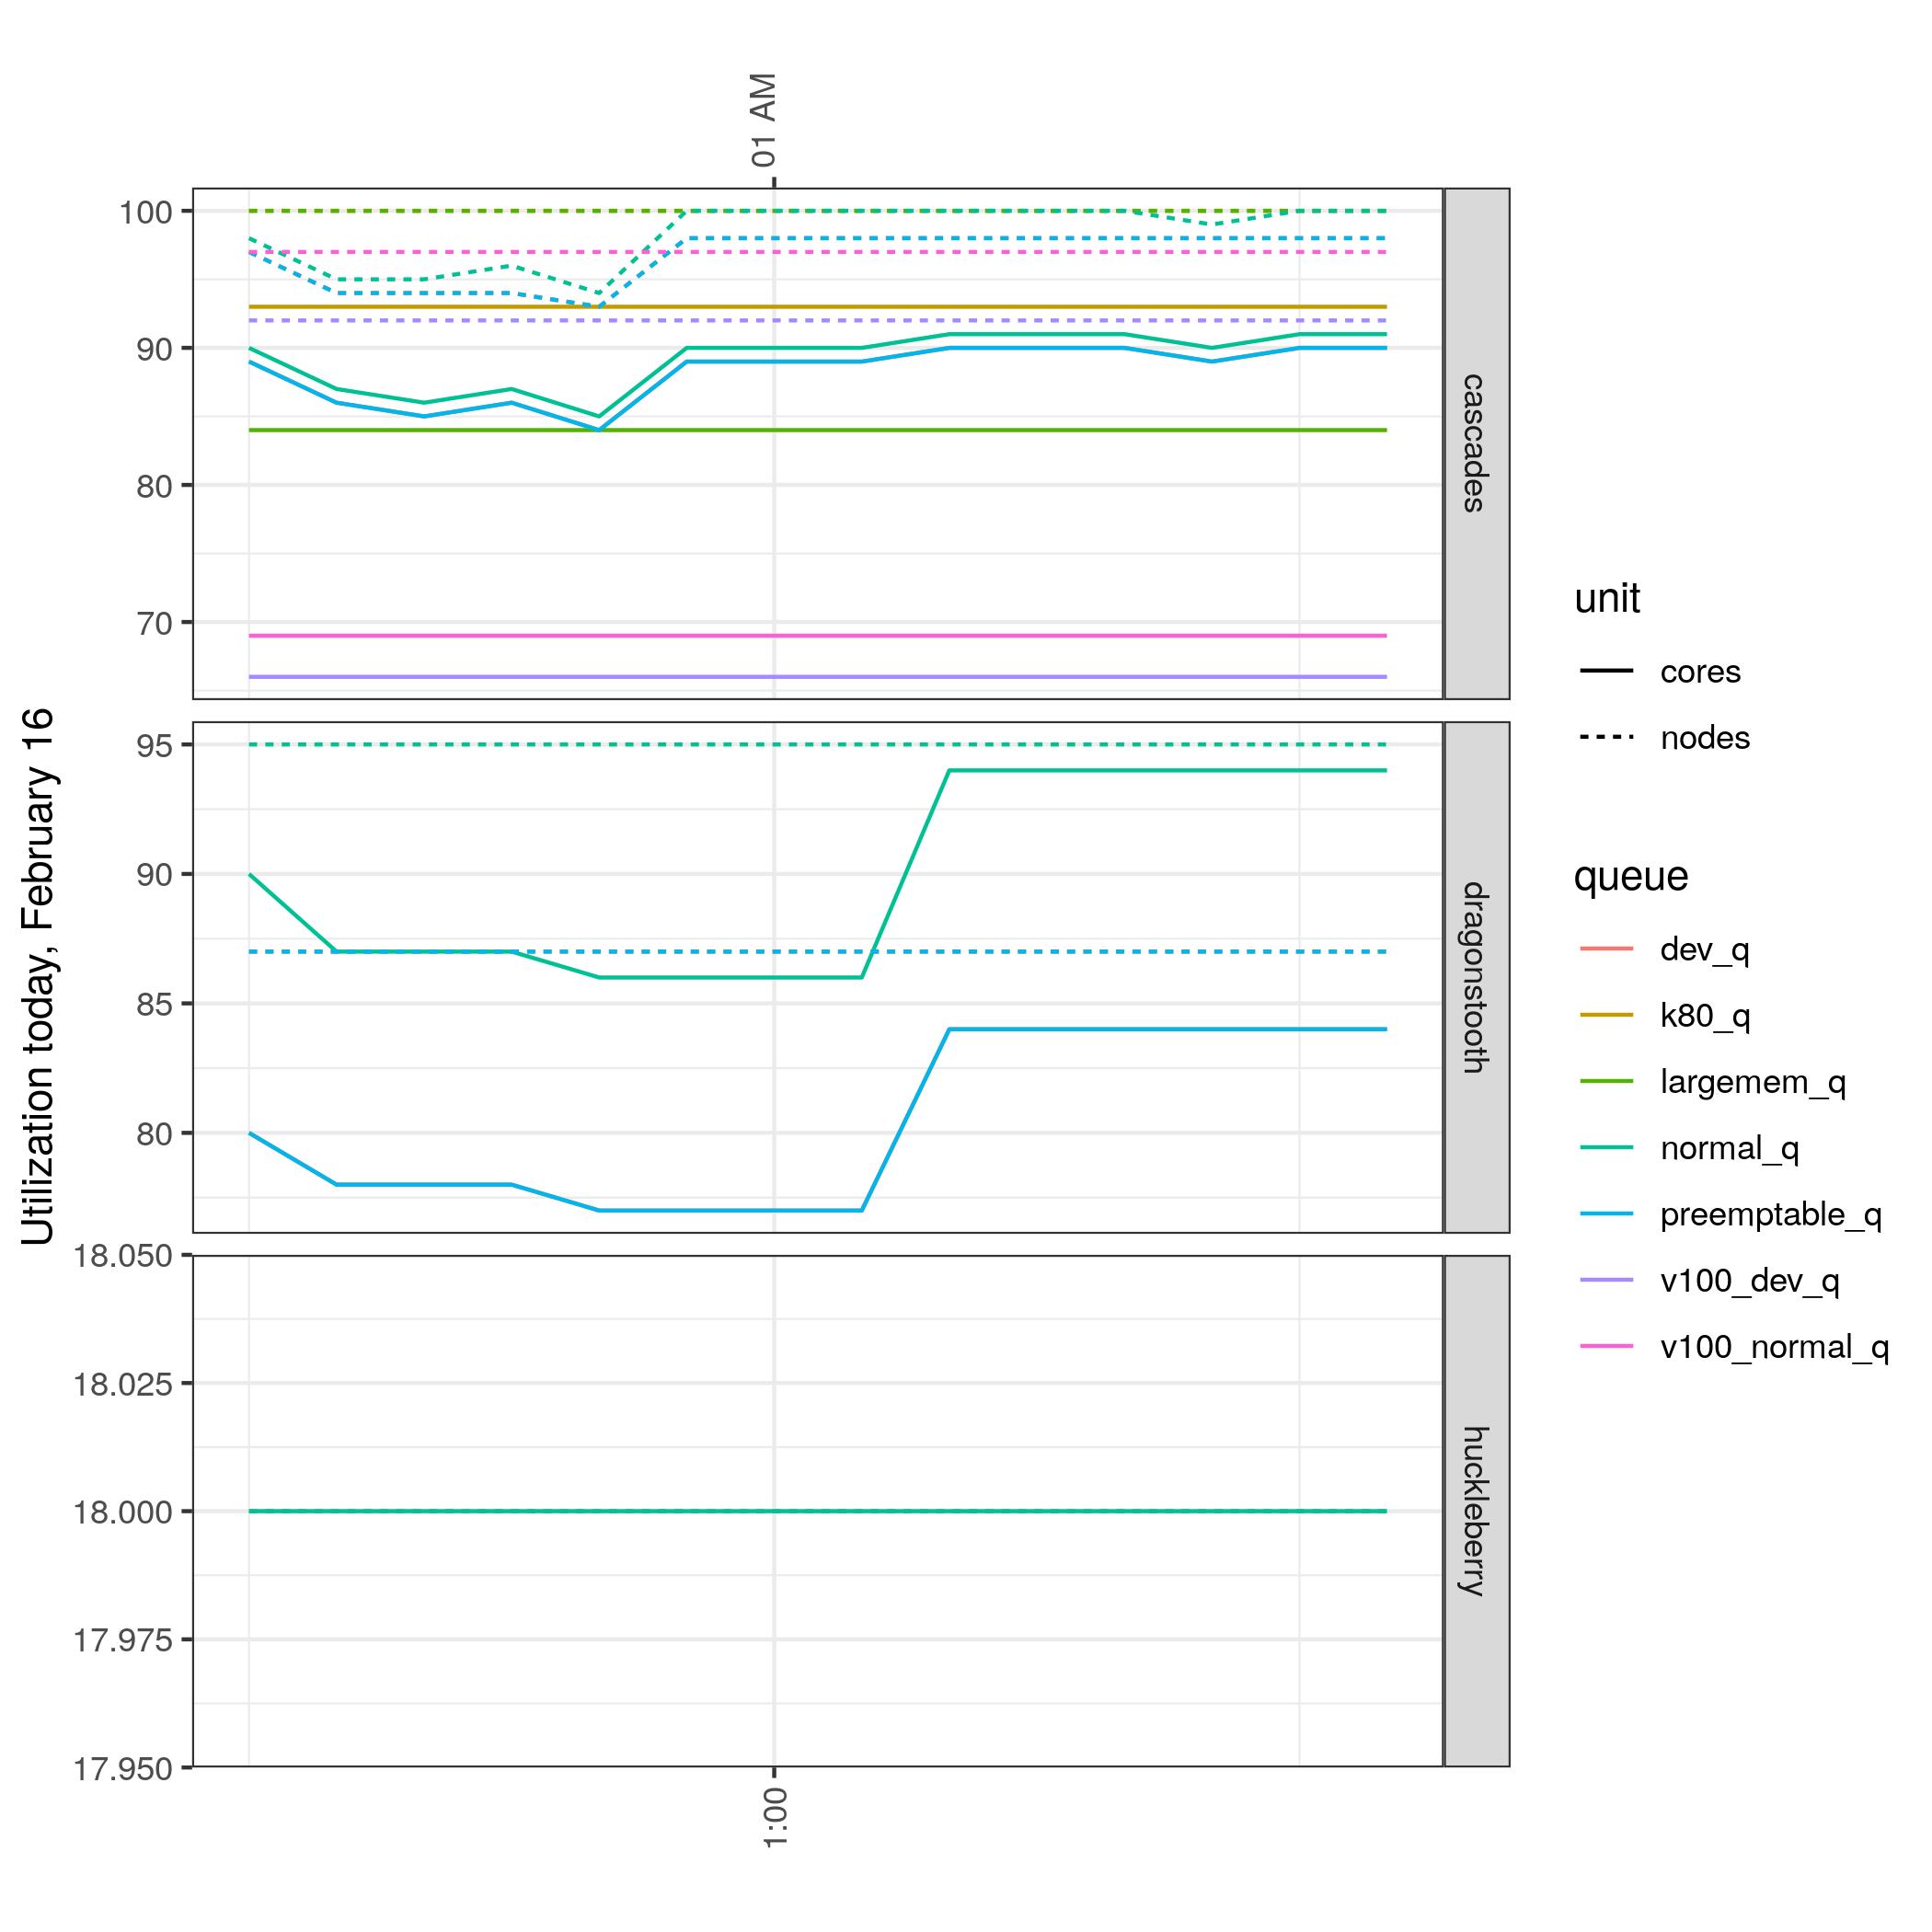 01 AM
100
90
80
70
cascades
95
90
85
80
dragonstooth
18.050
18.025
18.000
17.975
17.950
huckleberry
1:00
Utilization today, February 16
unit
cores
nodes
queue
dev_q
k80_q
largemem_q
normal_q
preemptable_q
v100_dev_q
v100_normal_q